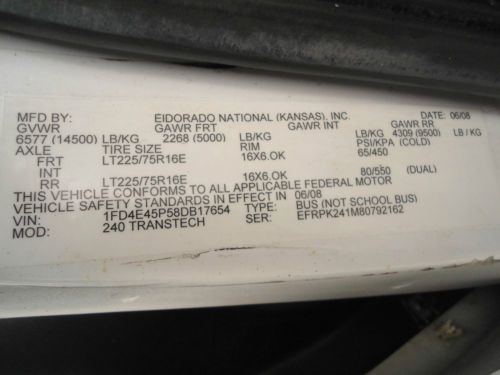 MFD BY: EIDORADO NATIONAL (KANSAS), INC. DATE: 06/08
GVWR GAWR FRT GAWR INT GAWR RR
6577 (14500) LB/KG 2268 (5000) LB/KG LB/KG 4309 (9500) LB / KG
AXLE TIRE SIZE RIM PSI/KPA (COLD)
FRT LT225/75R16E 16X6.OK 65/450
INT
RR LT225/75R16E 16X6.OK 80/550 (DUAL)
THIS VEHICLE CONFORMS TO ALL APPLICABLE FEDERAL MOTOR
VEHICLE SAFETY STANDARDS IN EFFECT IN 06/08
VIN: 1FD4E45P58DB17654 TYPE: BUS (NOT SCHOOL BUS)
MOD: 240 TRANSTECH SER: EFRPK241M80792162